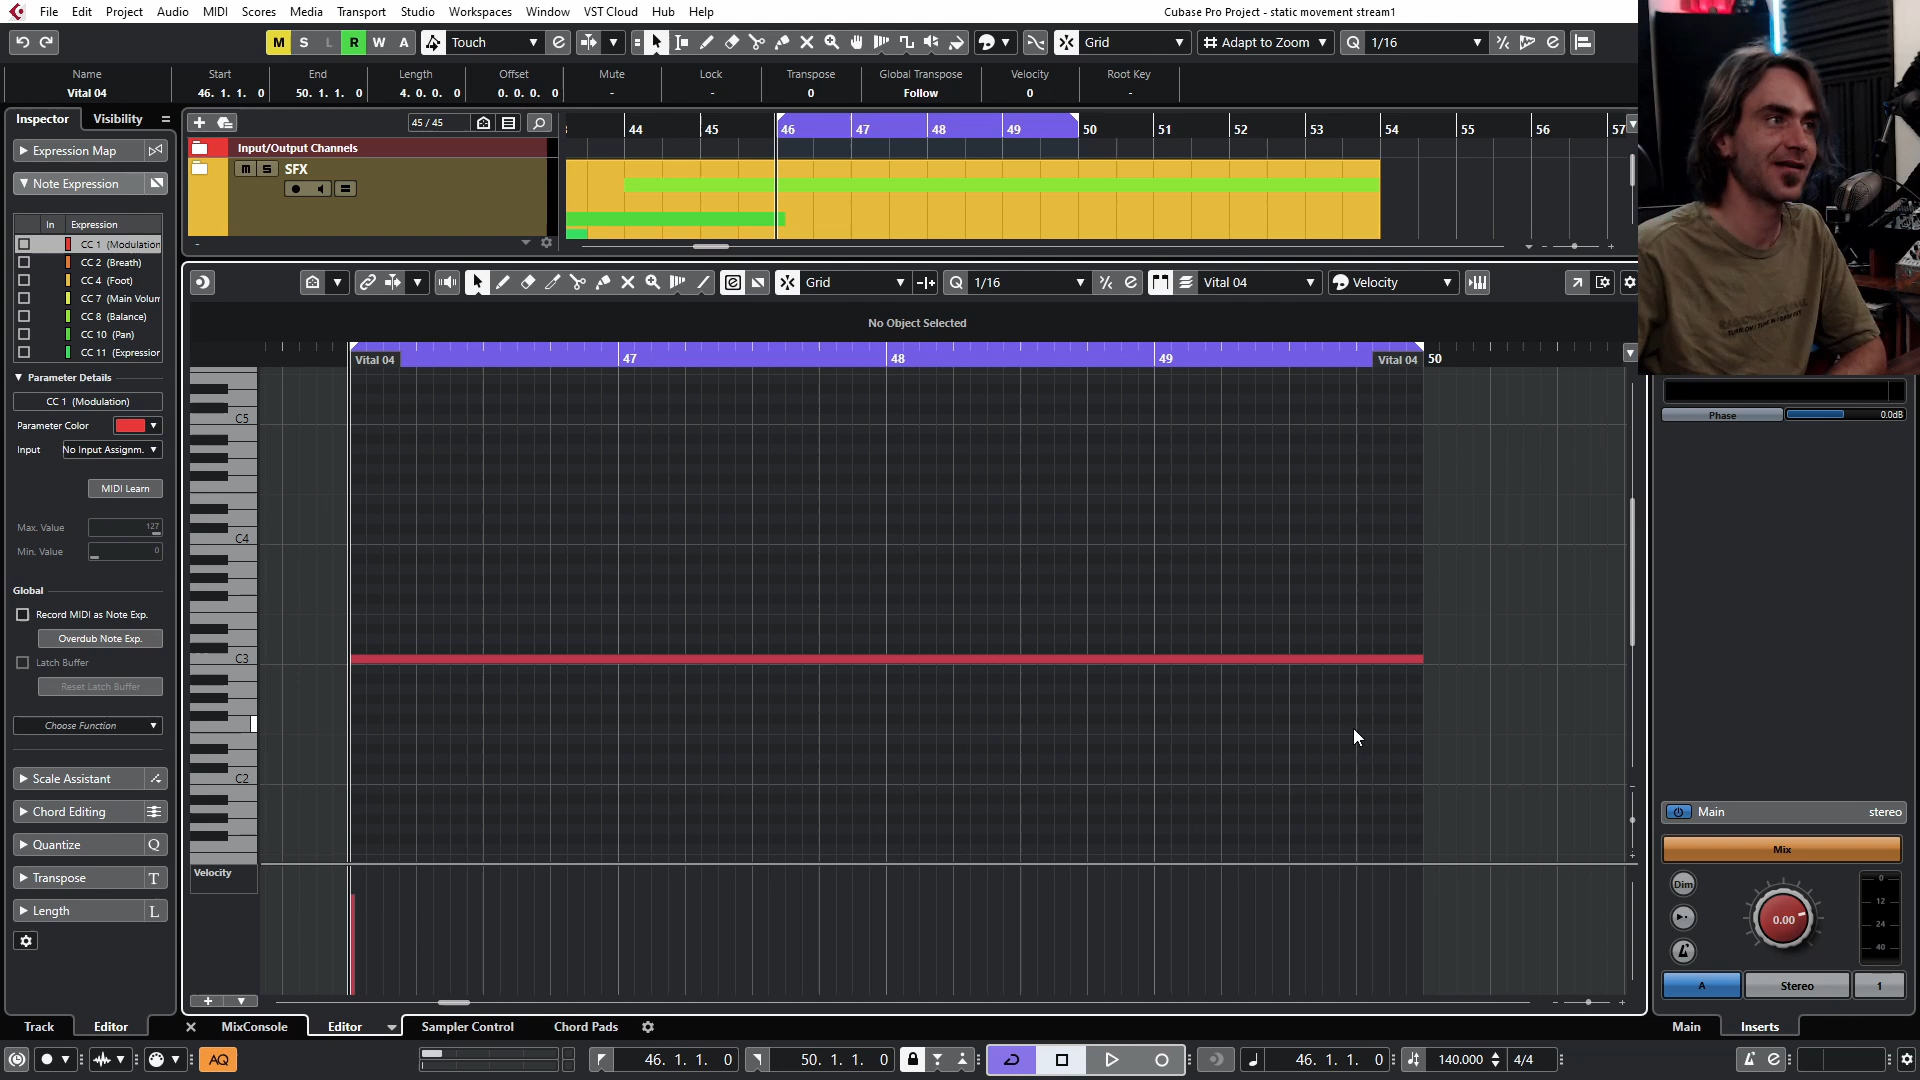 File Edit Project Audio MIDI Scores Media Transport Studio Workspaces Window VST Cloud Hub Help
Cubase Pro Project - static movement stream1
M S L R W A Touch Grid Adapt to Zoom 1/16
Name Start End Length Offset Mute Lock Transpose Global Transpose Velocity Root Key
Vital 04 46. 1. 1. 0 50. 1. 1. 0 4. 0. 0. 0 0. 0. 0. 0 - - 0 Follow 0 -
Inspector Visibility
45 / 45
44 45 46 47 48 49 50 51 52 53 54 55 56 57
Expression Map
Input/Output Channels
m S SFX
Note Expression
In Expression
CC 1 (Modulation
CC 2 (Breath)
CC 4 (Foot)
CC 7 (Main Volum
CC 8 (Balance)
CC 10 (Pan)
CC 11 (Expression
Grid 1/16 Vital 04 Velocity
No Object Selected
Vital 04 47 48 49 Vital 04 50
Parameter Details
CC 1 (Modulation)
Parameter Color
Input No Input Assignm.
MIDI Learn
Max. Value 127
Min. Value 0
Global
Record MIDI as Note Exp.
Overdub Note Exp.
Latch Buffer
Reset Latch Buffer
Choose Function
Scale Assistant
Chord Editing
Quantize Q
Transpose T
Length L
C5
C4
C3
C2
Velocity
Phase 0.0dB
Main stereo
Mix
Dim
0.00
0
12
24
40
A Stereo 1
Track Editor MixConsole Editor Sampler Control Chord Pads Main Inserts
AQ 46. 1. 1. 0 50. 1. 1. 0 46. 1. 1. 0 140.000 4/4